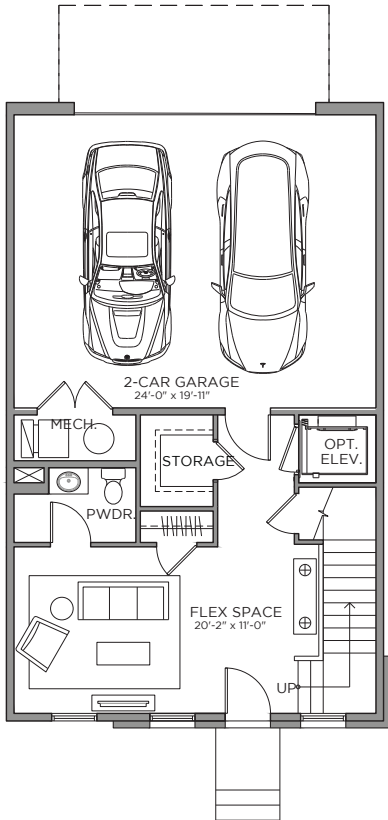 2-CAR GARAGE
24'-0" x 19'-11"
MECH.
OPT.
ELEV.
STORAGE
PWDR.
FLEX SPACE
20'-2" x 11'-0"
UP